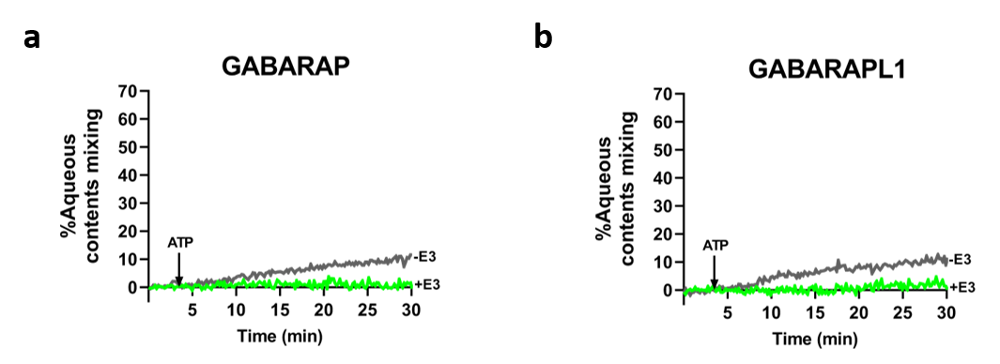 a
GABARAP
%Aqueous
contents mixing
70
60
50
40
30
20
10
0
ATP
-E3
+E3
5 10 15 20 25 30
Time (min)
b
GABARAPL1
%Aqueous
contents mixing
70
60
50
40
30
20
10
0
ATP
-E3
+E3
5 10 15 20 25 30
Time (min)